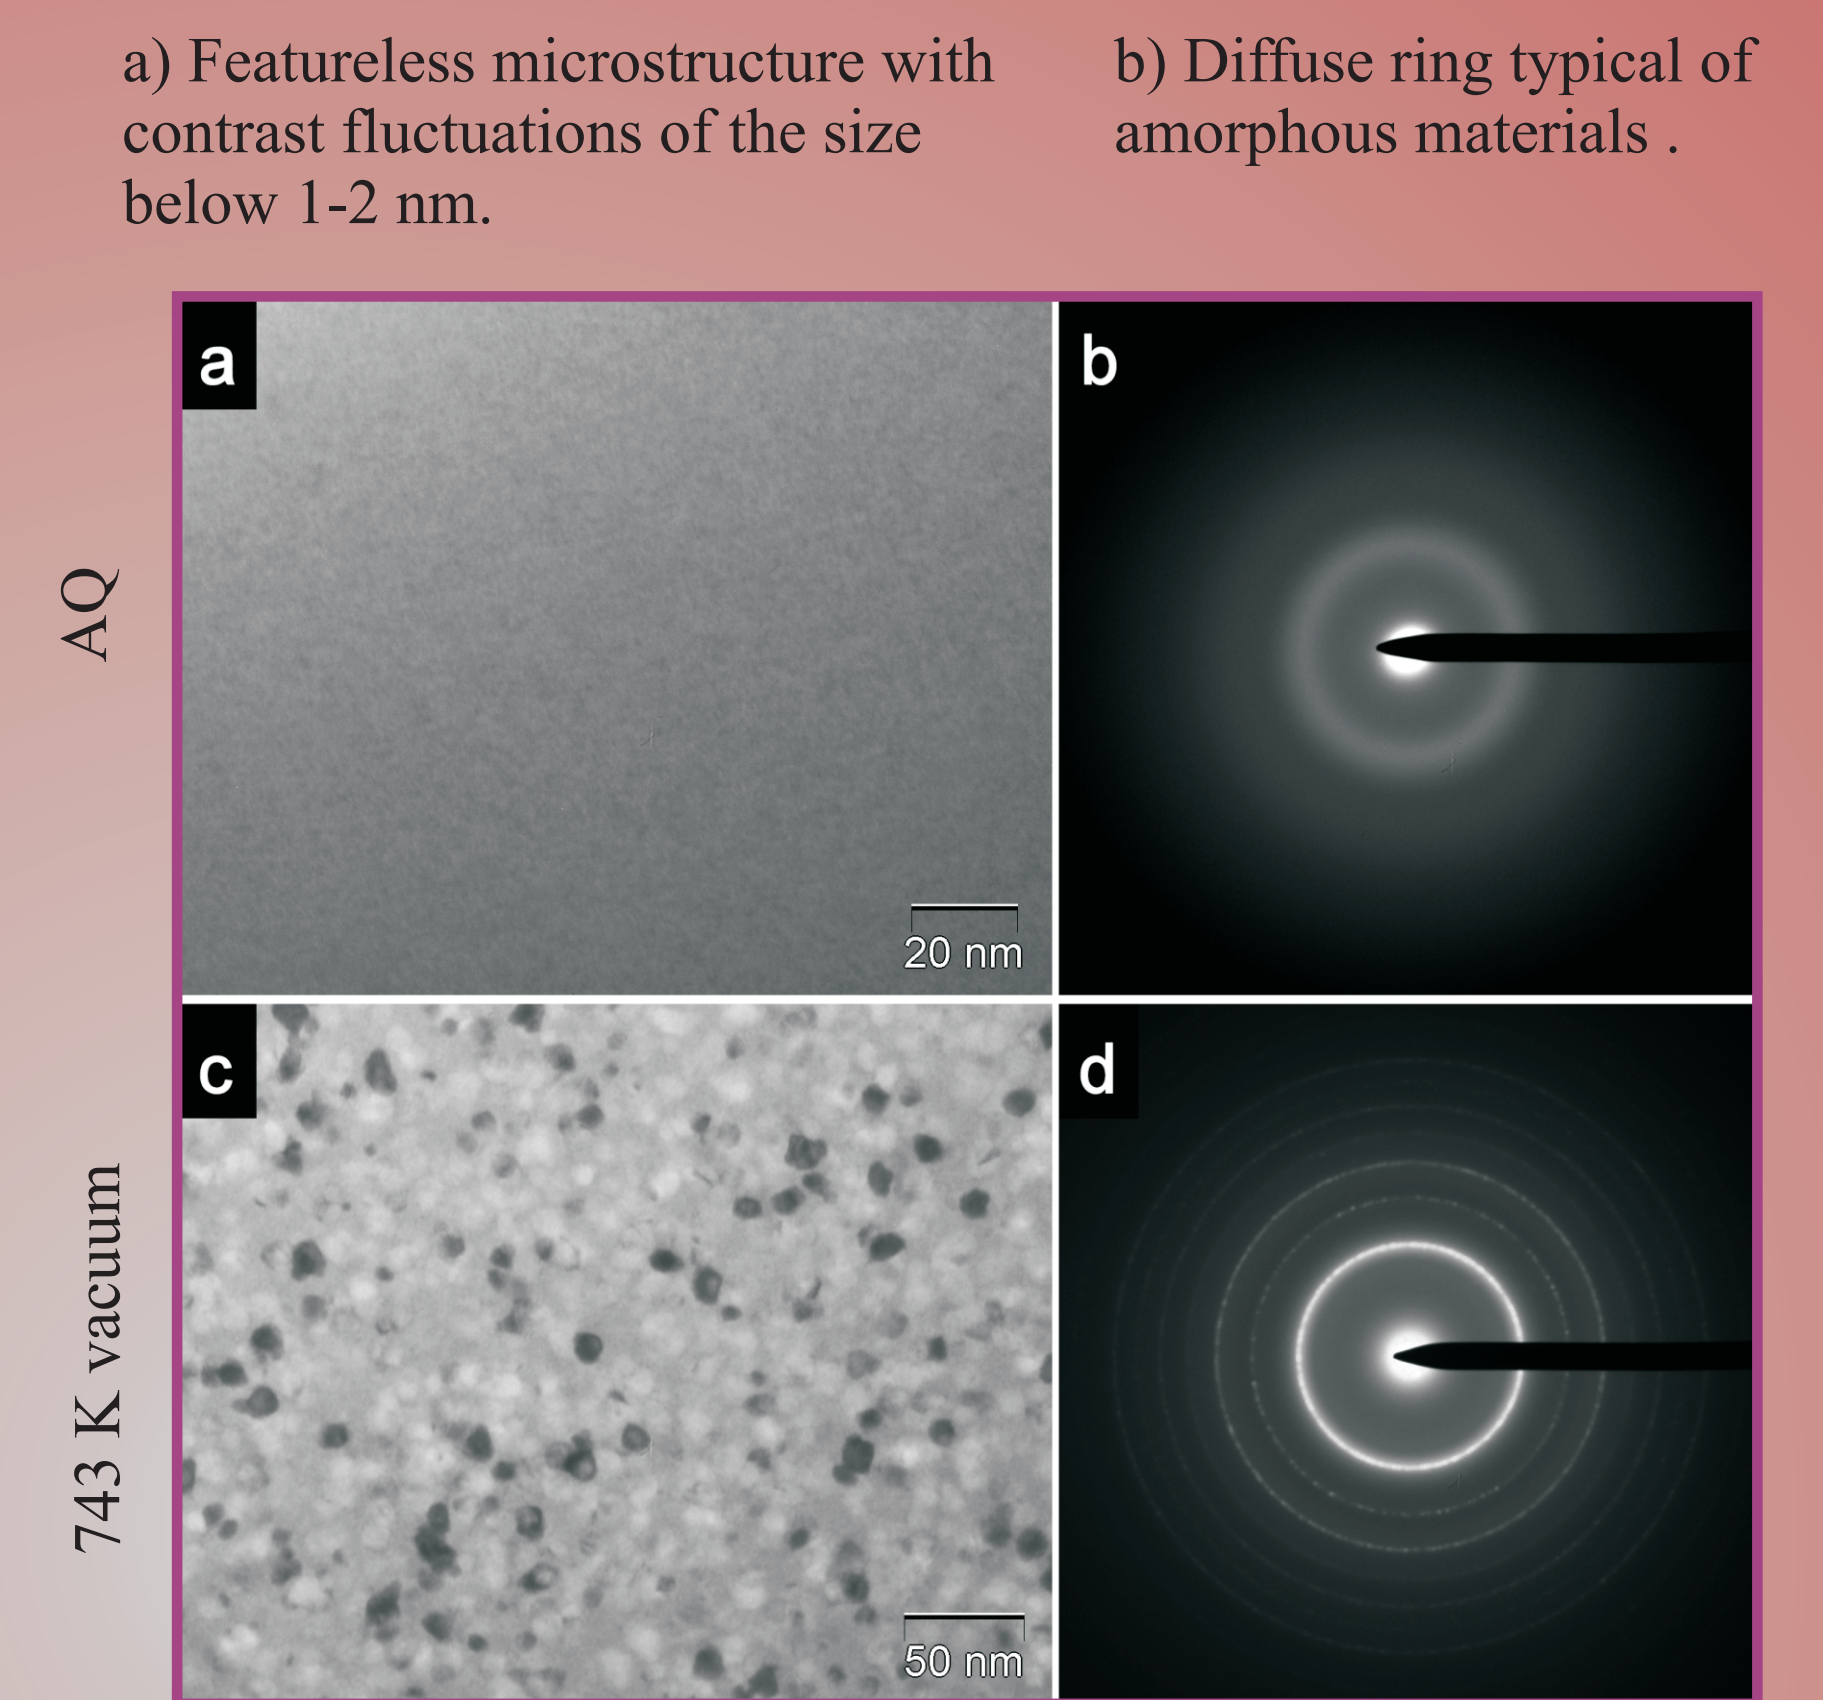 a) Featureless microstructure with
contrast fluctuations of the size
below 1-2 nm.
b) Diffuse ring typical of
amorphous materials .
AQ
a
b
20 nm
743 K vacuum
c
d
50 nm